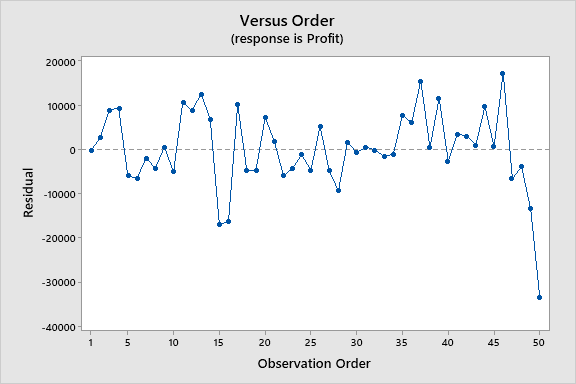 Versus Order
(response is Profit)
20000
10000
0
-10000
-20000
-30000
-40000
Residual
1 5 10 15 20 25 30 35 40 45 50
Observation Order